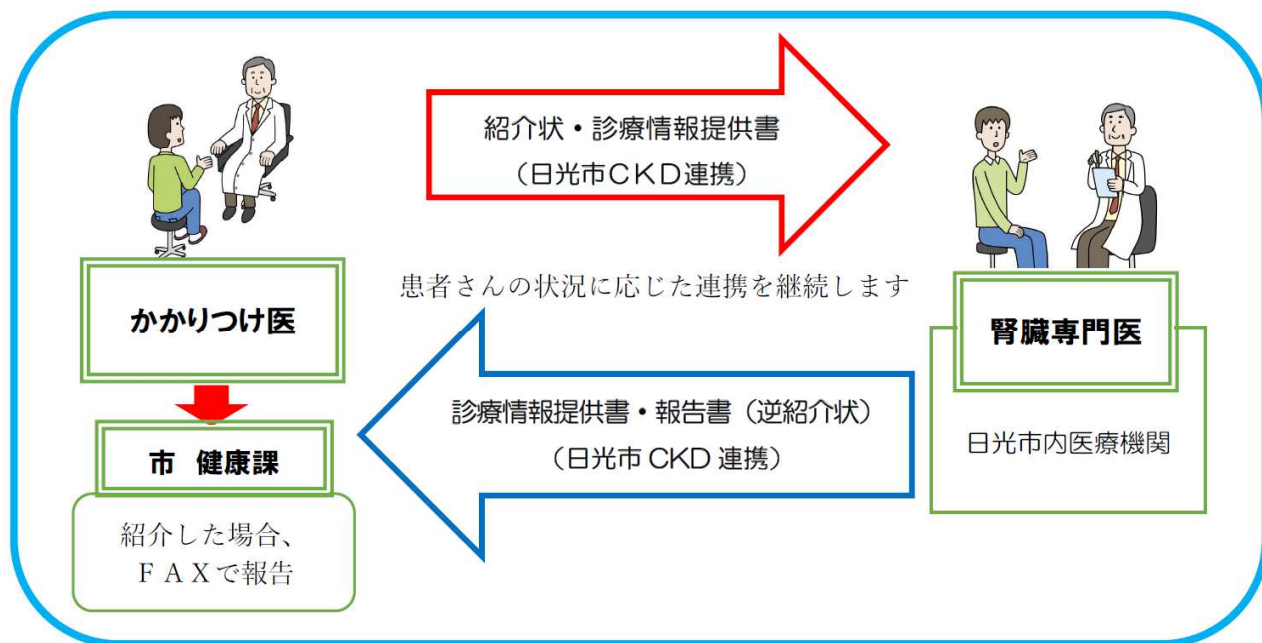 紹介状・診療情報提供書
（日光市ＣＫＤ連携）
患者さんの状況に応じた連携を継続します
かかりつけ医
腎臓専門医
診療情報提供書・報告書（逆紹介状）
（日光市 CKD 連携）
日光市内医療機関
市　健康課
紹介した場合、
ＦＡＸで報告